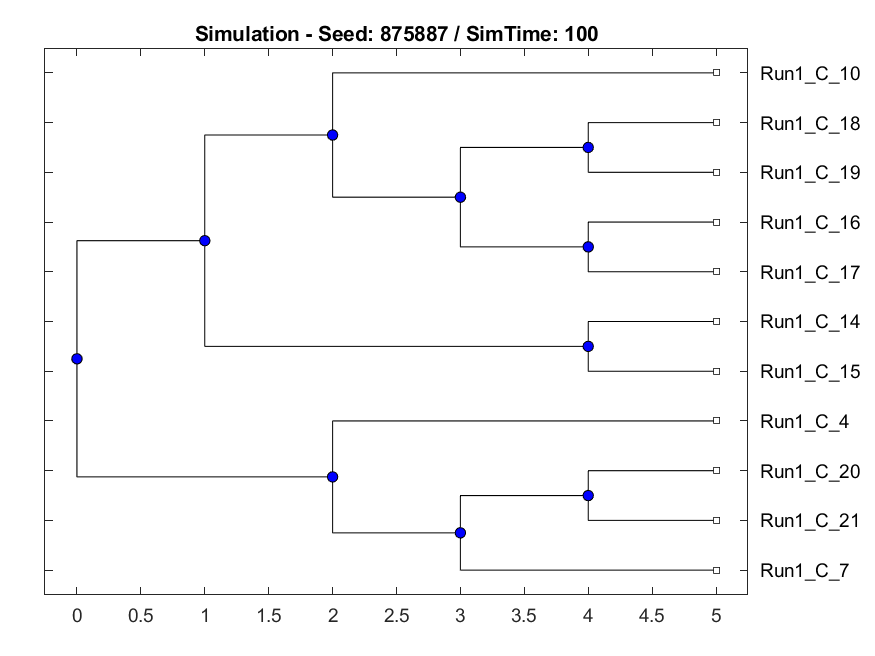 Simulation - Seed: 875887 / SimTime: 100
Run1_C_10
Run1_C_18
Run1_C_19
Run1_C_16
Run1_C_17
Run1_C_14
Run1_C_15
Run1_C_4
Run1_C_20
Run1_C_21
Run1_C_7
0 0.5 1 1.5 2 2.5 3 3.5 4 4.5 5